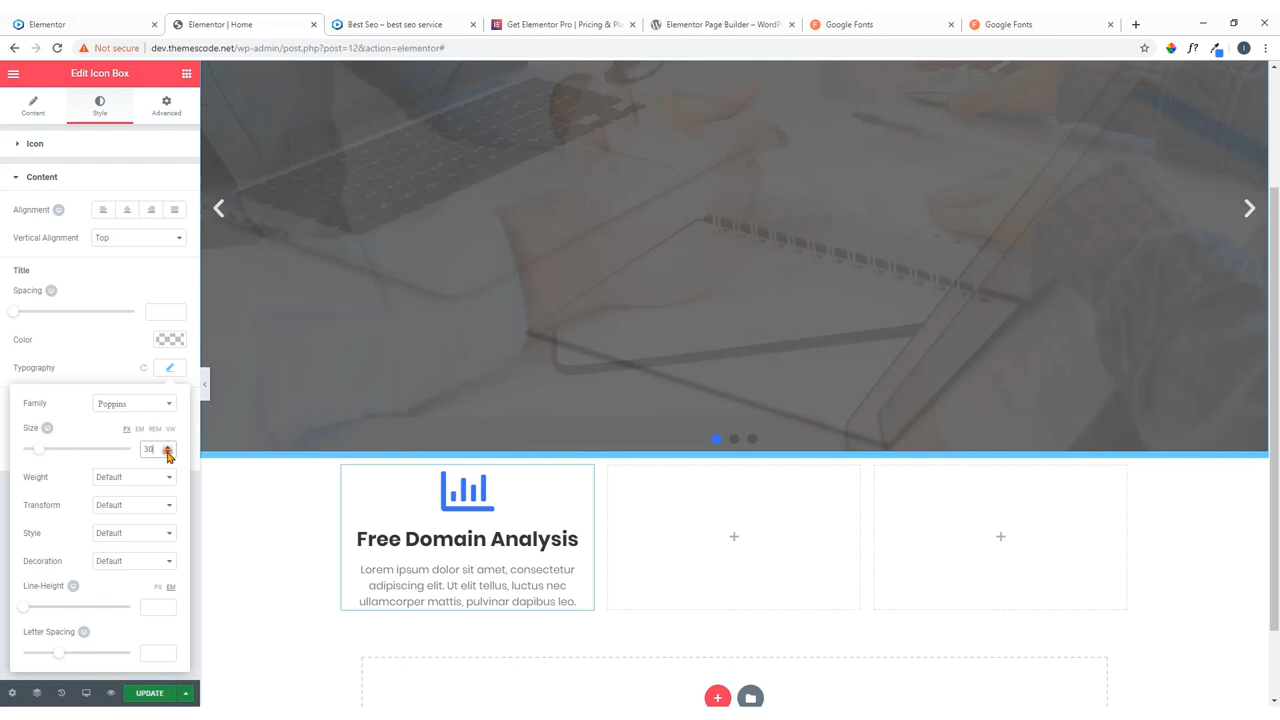 Elementor
Elementor | Home
Best Seo – best seo service
Get Elementor Pro | Pricing & Pl
Elementor Page Builder – WordP
Google Fonts
Google Fonts
Not secure
dev.themescode.net/wp-admin/post.php?post=12&action=elementor#
f?
I
Edit Icon Box
Content
Style
Advanced
Icon
Content
Alignment
Vertical Alignment
Top
Title
Spacing
Color
Typography
Family
Poppins
Size
PX EM REM VW
30
Weight
Default
Transform
Default
Style
Default
Decoration
Default
Line-Height
PX EM
Letter Spacing
UPDATE
Free Domain Analysis
Lorem ipsum dolor sit amet, consectetur
adipiscing elit. Ut elit tellus, luctus nec
ullamcorper mattis, pulvinar dapibus leo.